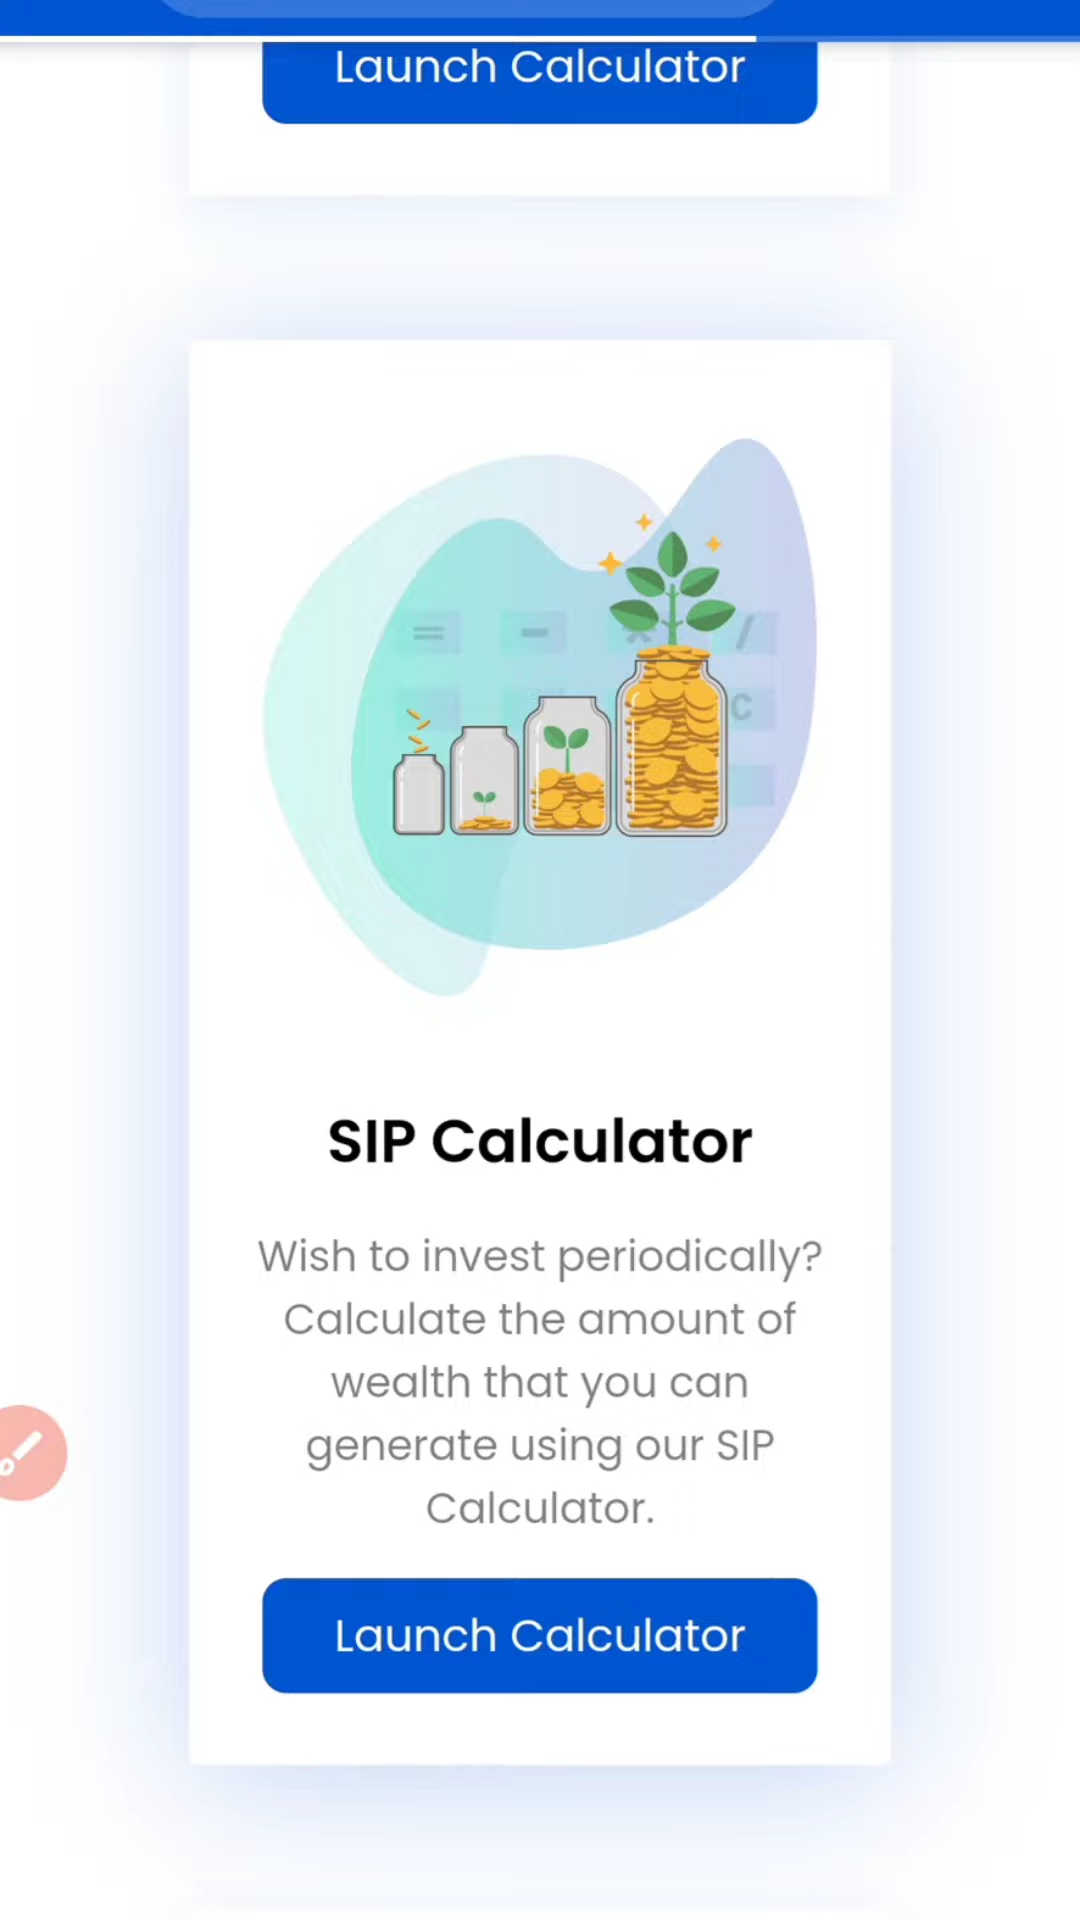 Launch Calculator
= - × /
C
SIP Calculator
Wish to invest periodically?
Calculate the amount of
wealth that you can
generate using our SIP
Calculator.
Launch Calculator